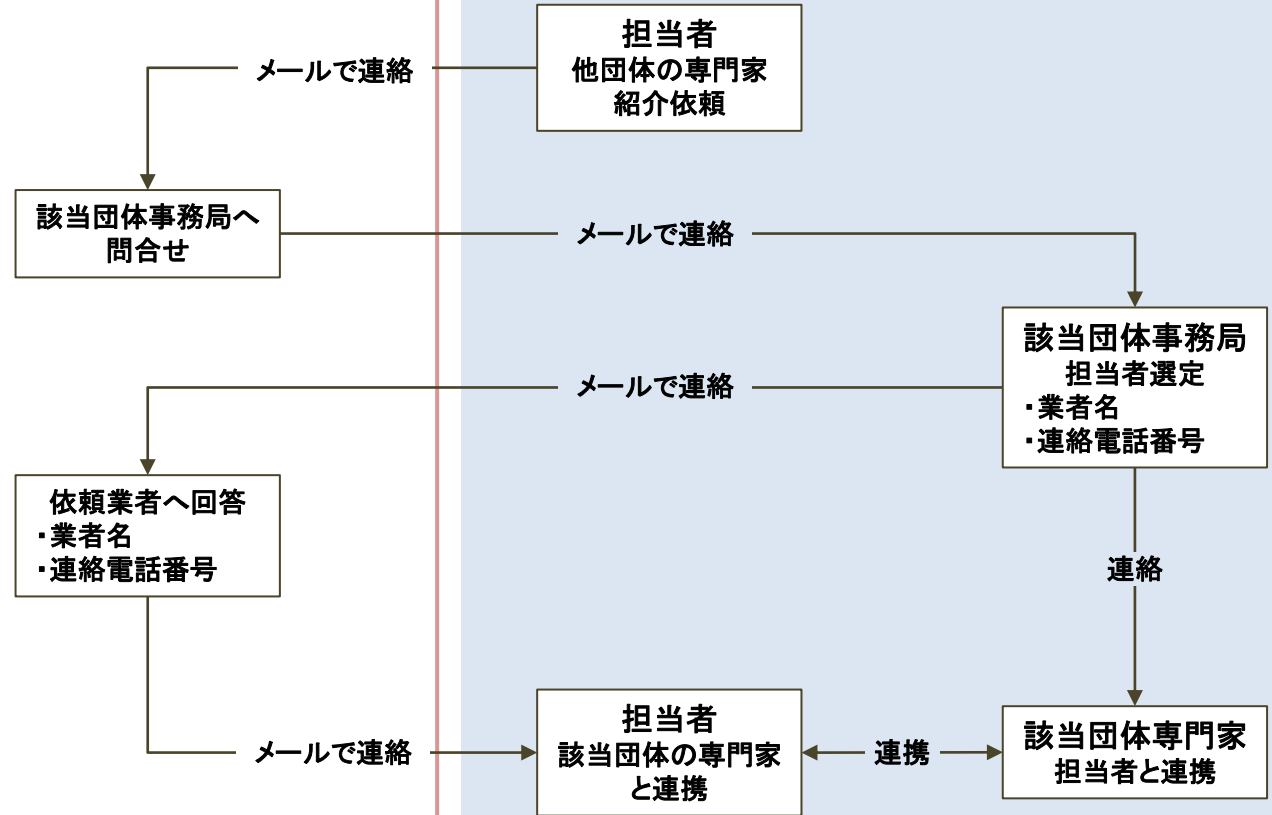 担当者
他団体の専門家
紹介依頼
メールで連絡
該当団体事務局へ
問合せ
メールで連絡
該当団体事務局
担当者選定
・業者名
・連絡電話番号
メールで連絡
依頼業者へ回答
・業者名
・連絡電話番号
連絡
メールで連絡
担当者
該当団体の専門家
と連携
連携
該当団体専門家
担当者と連携